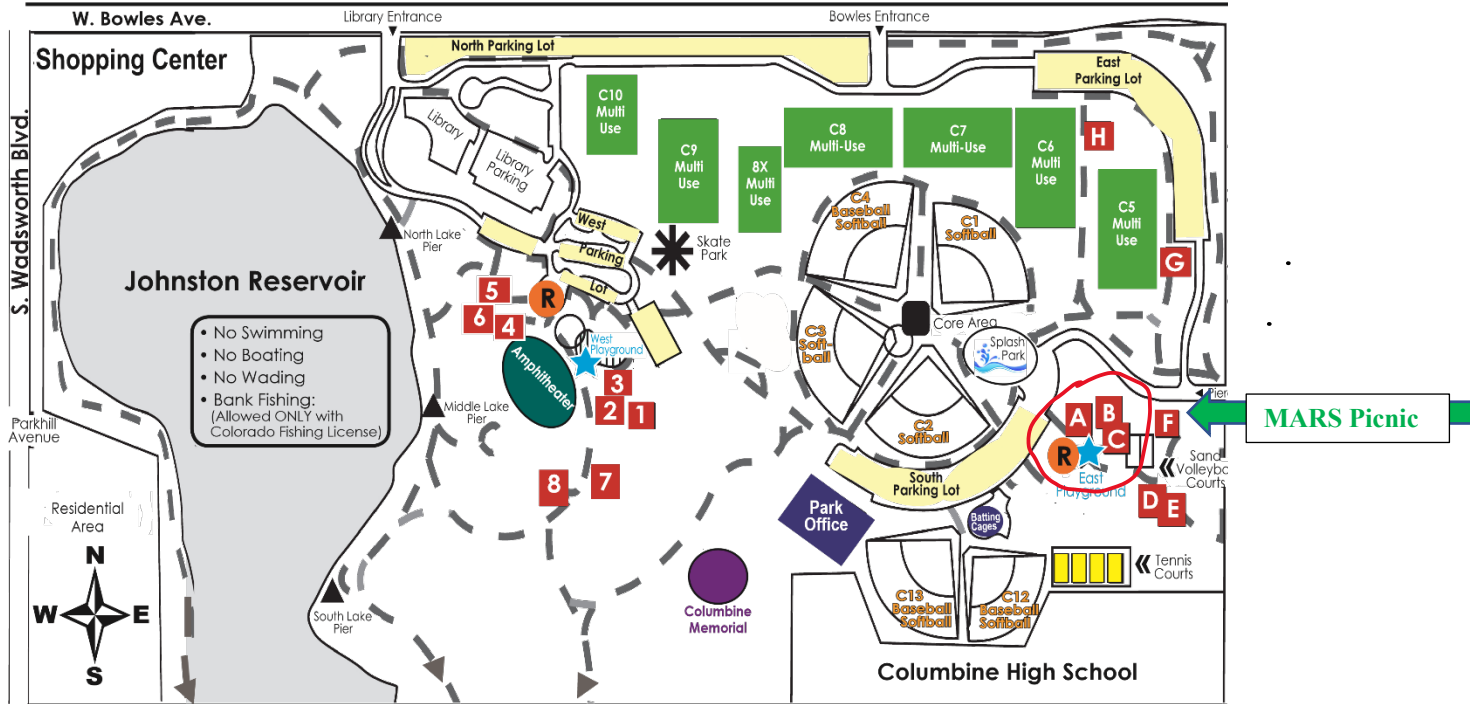 W. Bowles Ave.
Library Entrance
Bowles Entrance
Shopping Center
North Parking Lot
East
Parking Lot
S. Wadsworth Blvd.
C10
Multi
Use
Library
Library
Parking
C9
Multi
Use
8X
Multi
Use
C8
Multi-Use
C7
Multi-Use
C6
Multi
Use
H
C5
Multi
Use
C4
Baseball
Softball
C1
Softball
North Lake
Pier
West
Parking
Lot
Skate
Park
G
Johnston Reservoir
5
6
4
R
• No Swimming
• No Boating
• No Wading
• Bank Fishing:
(Allowed ONLY with
Colorado Fishing License)
West
Playground
Amphitheater
3
2
1
C3
Soft-
ball
Core Area
Splash
Park
C2
Softball
Middle Lake
Pier
Parkhill
Avenue
A
B
C
F
MARS Picnic
R
East
Playground
Sand
8
7
South
Parking Lot
D
E
Residential
Area
Park
Office
Batting
Cages
Tennis
Courts
N
W
E
S
South Lake
Pier
Columbine
Memorial
C13
Baseball
Softball
C12
Baseball
Softball
Columbine High School